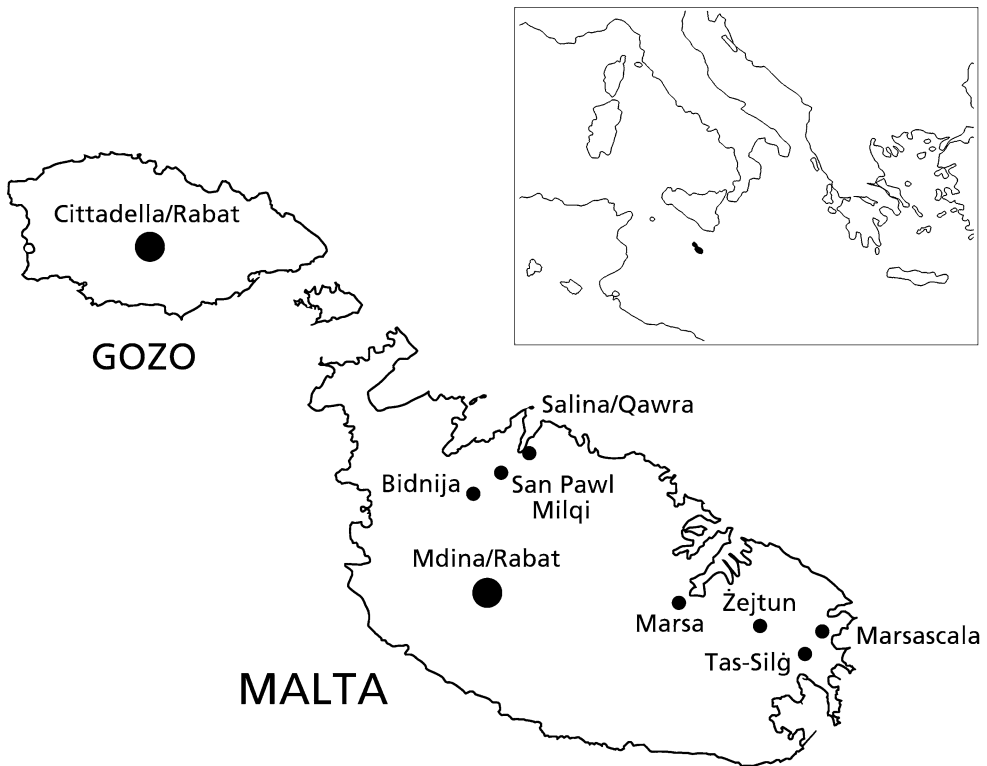 Cittadella/Rabat
GOZO
Salina/Qawra
Bidnija
San Pawl
Milqi
Mdina/Rabat
Żejtun
Marsa
Marsascala
Tas-Silġ
MALTA